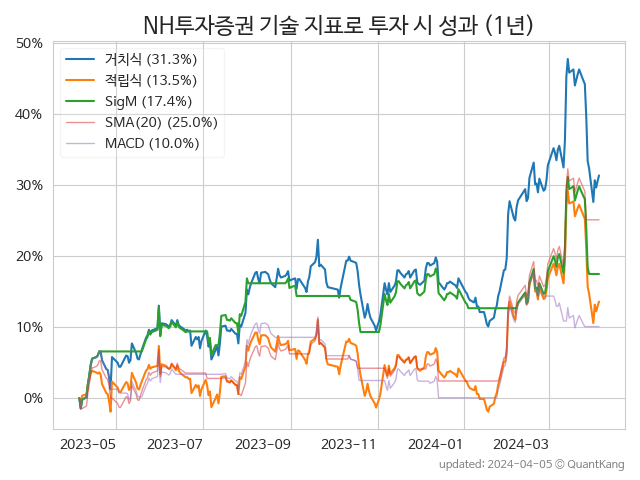 NH투자증권 기술 지표로 투자 시 성과 (1년)
50%
40%
30%
20%
10%
0%
거치식 (31.3%)
적립식 (13.5%)
SigM (17.4%)
SMA(20) (25.0%)
MACD (10.0%)
2023-05 2023-07 2023-09 2023-11 2024-01 2024-03
updated: 2024-04-05 © QuantKang